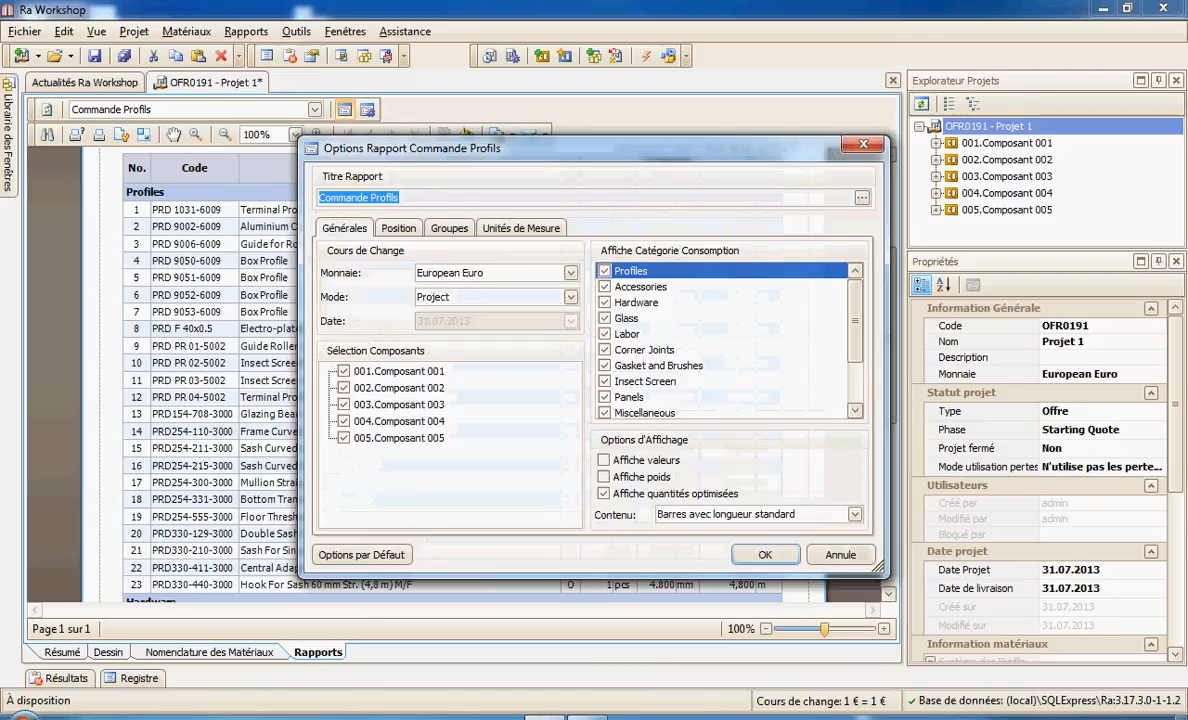 Ra Workshop
Fichier Edit Vue Projet Matériaux Rapports Outils Fenêtres Assistance
Actualités Ra Workshop
OFR0191 - Projet 1*
Librairie des Fenêtres
Commande Profils
100%
No. Code
Profiles
1 PRD 1031-6009 Terminal Pro
2 PRD 9002-6009 Aluminium C
3 PRD 9006-6009 Guide for Ro
4 PRD 9050-6009 Box Profile
5 PRD 9051-6009 Box Profile
6 PRD 9052-6009 Box Profile
7 PRD 9053-6009 Box Profile
8 PRD F 40x0.5 Electro-plat
9 PRD PR 01-5002 Guide Roller
10 PRD PR 02-5002 Insect Screen
11 PRD PR 03-5002 Insect Screen
12 PRD PR 04-5002 Insect Screen
13 PRD154-708-3000 Glazing Bea
14 PRD254-110-3000 Frame Curve
15 PRD254-211-3000 Sash Curved
16 PRD254-215-3000 Sash Curved
17 PRD254-300-3000 Mullion Strai
18 PRD254-331-3000 Bottom Tran
19 PRD254-555-3000 Floor Thresh
20 PRD330-129-3000 Double Sash
21 PRD330-210-3000 Sash For Sin
22 PRD330-411-3000 Central Adap
23 PRD330-440-3000 Hook For Sash 60 mm Str. (4,8 m) M/F O 1 pcs 4.800 mm 4,800 m
Hardware
Page 1 sur 1
100%
Résumé Dessin Nomenclature des Matériaux Rapports
Résultats Registre
À disposition
Cours de change: 1 € = 1 €
Base de données: (local)\SQLExpress\Ra:3.17.3.0-1-1.2
Options Rapport Commande Profils
Titre Rapport
Commande Profils
Générales Position Groupes Unités de Mesure
Cours de Change
Monnaie: European Euro
Mode: Project
Date: 31.07.2013
Sélection Composants
001.Composant 001
002.Composant 002
003.Composant 003
004.Composant 004
005.Composant 005
Affiche Catégorie Consomption
Profiles
Accessories
Hardware
Glass
Labor
Corner Joints
Gasket and Brushes
Insect Screen
Panels
Miscellaneous
Options d'Affichage
Affiche valeurs
Affiche poids
Affiche quantités optimisées
Contenu: Barres avec longueur standard
Options par Défaut
OK
Annule
Explorateur Projets
OFR0191 - Projet 1
001.Composant 001
002.Composant 002
003.Composant 003
004.Composant 004
005.Composant 005
Propriétés
Information Générale
Code OFR0191
Nom Projet 1
Description
Monnaie European Euro
Statut projet
Type Offre
Phase Starting Quote
Projet fermé Non
Mode utilisation pertes N'utilise pas les perte...
Utilisateurs
Créé par admin
Modifié par admin
Bloqué par
Date projet
Date Projet 31.07.2013
Date de livraison 31.07.2013
Créé sur 31.07.2013
Modifié sur 31.07.2013
Information matériaux